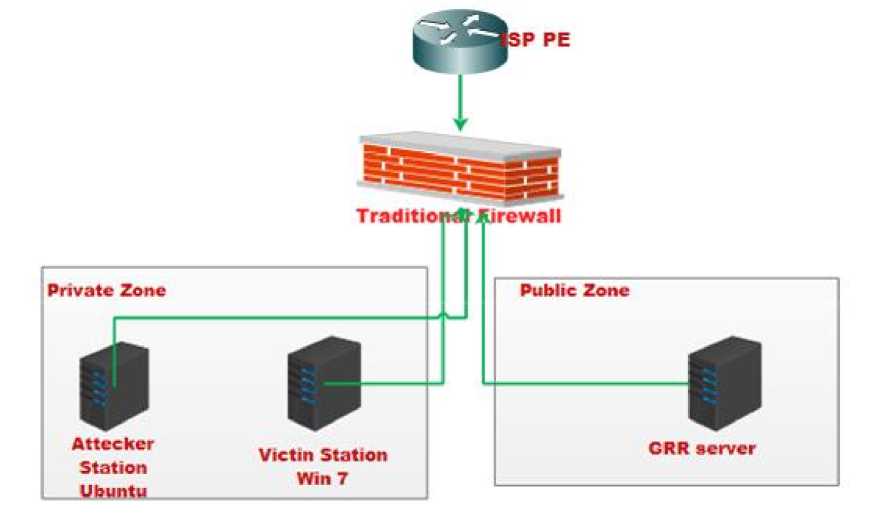 ISP PE
Traditional Firewall
Private Zone
Public Zone
Attecker
Station
Ubuntu
Victin Station
Win 7
GRR server